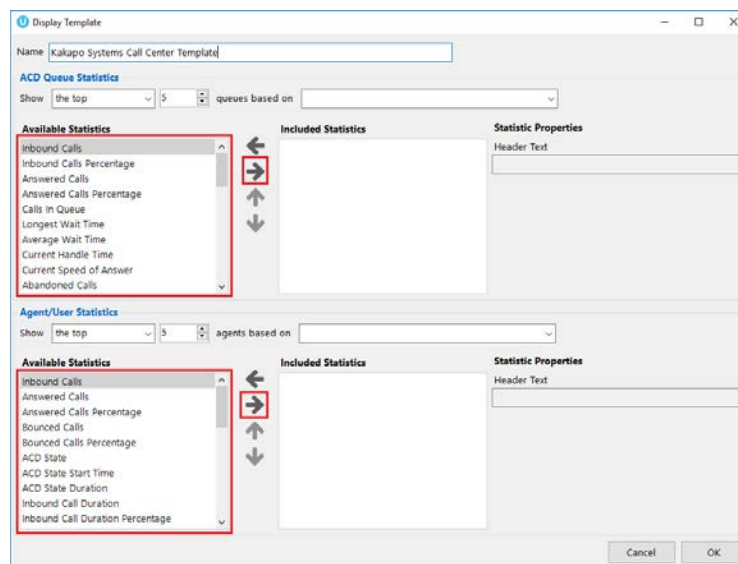 Display Template
Name Kakapo Systems Call Center Template
ACD Queue Statistics
Show the top 5 queues based on
Available Statistics Included Statistics Statistic Properties
Header Text
Inbound Calls
Inbound Calls Percentage
Answered Calls
Answered Calls Percentage
Calls In Queue
Longest Wait Time
Average Wait Time
Current Handle Time
Current Speed of Answer
Abandoned Calls
Agent/User Statistics
Show the top 5 agents based on
Available Statistics Included Statistics Statistic Properties
Header Text
Inbound Calls
Answered Calls
Answered Calls Percentage
Bounced Calls
Bounced Calls Percentage
ACD State
ACD State Start Time
ACD State Duration
Inbound Call Duration
Inbound Call Duration Percentage
Cancel OK